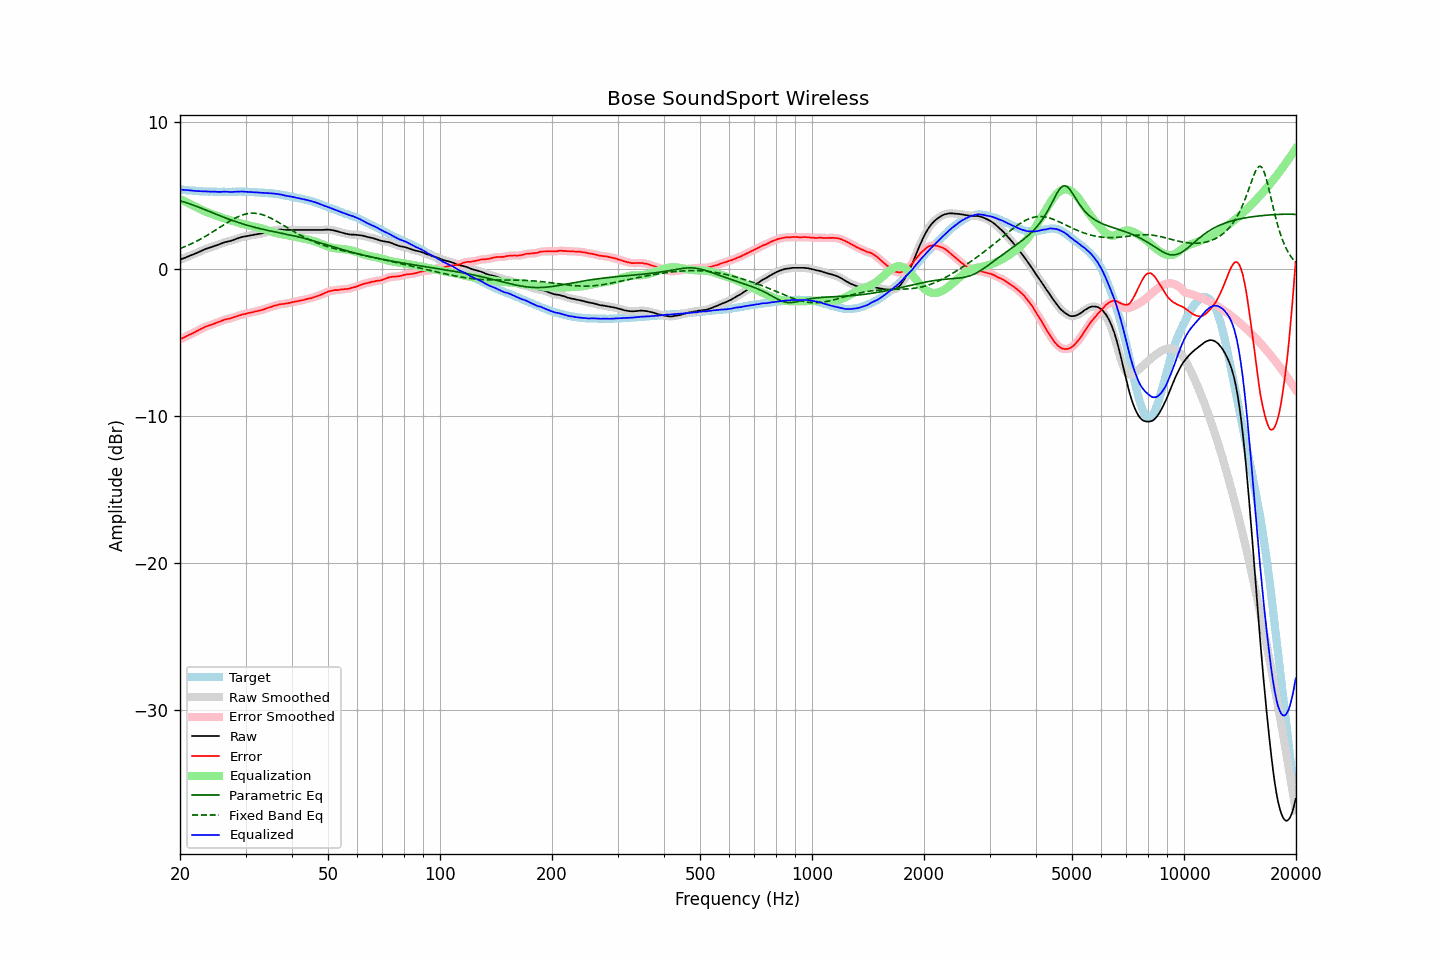 Bose SoundSport Wireless
10
0
−10
−20
−30
Amplitude (dBr)
Target
Raw Smoothed
Error Smoothed
Raw
Error
Equalization
Parametric Eq
Fixed Band Eq
Equalized
20 50 100 200 500 1000 2000 5000 10000 20000
Frequency (Hz)